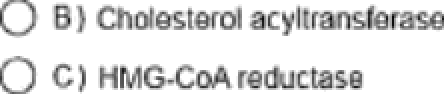 B) Cholesterol acyltransferase
C) HMG-CoA reductase